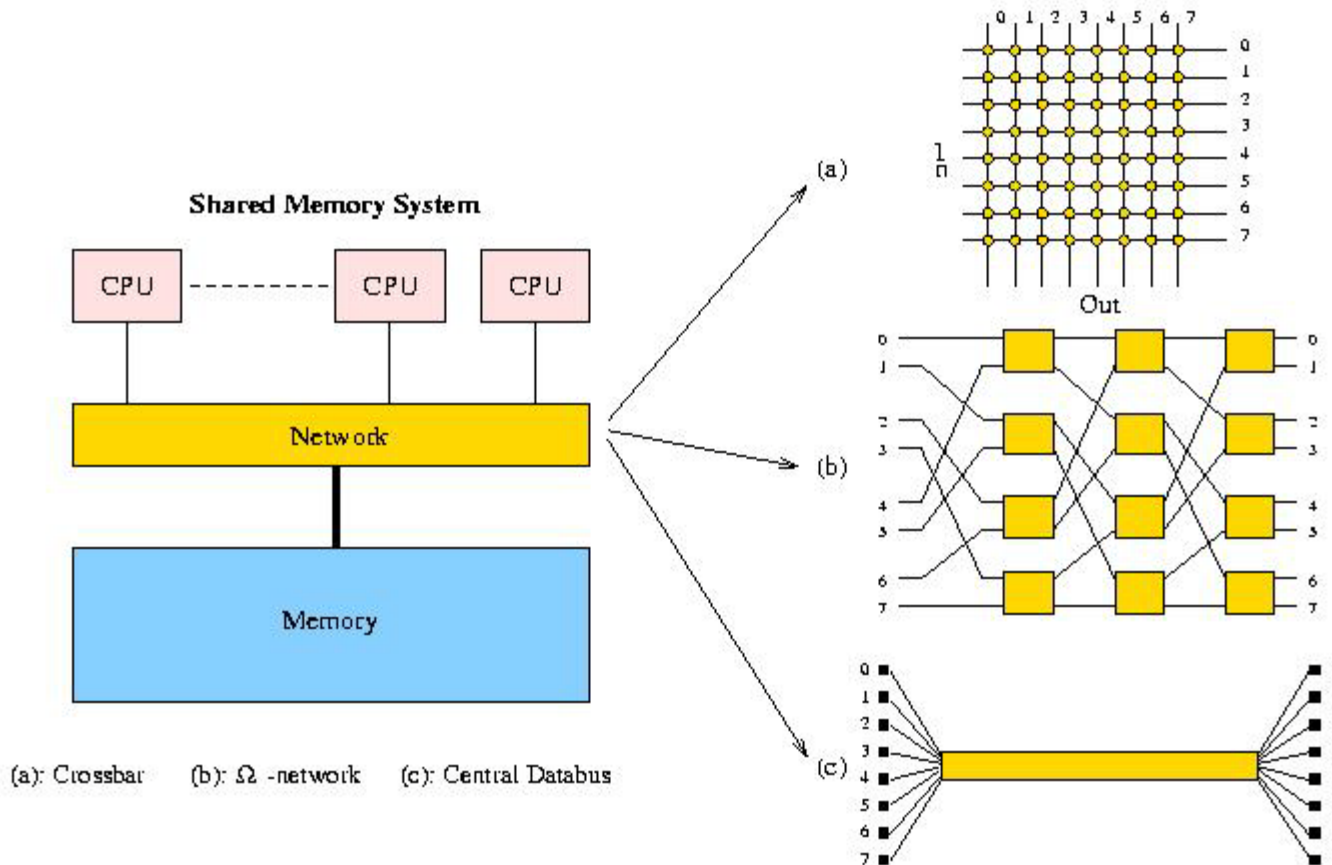 0 1 2 3 4 5 6 7
0
1
2
3
4
5
6
7
In
Out
(a)
Shared Memory System
CPU CPU CPU
Network
Memory
(b)
0 0
1 1
2 2
3 3
4 4
5 5
6 6
7 7
(c)
0
1
2
3
4
5
6
7
(a): Crossbar (b): Ω -network (c): Central Databus